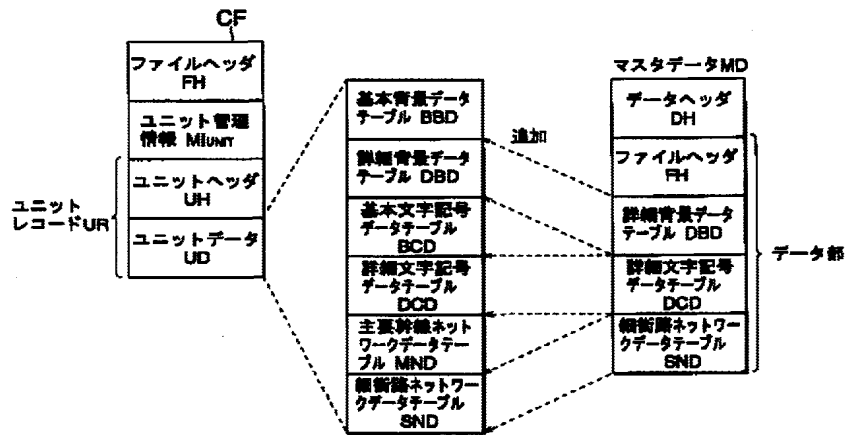 CF
ファイルヘッダ
FH
ユニット管理
情報 MIUNIT
ユニットヘッダ
UH
ユニットデータ
UD
ユニット
レコードUR
基本背景データ
テーブル BBD
詳細背景デー
タテーブル DBD
基本文字記号
データテーブル
BCD
詳細文字記号
データテーブル
DCD
主要幹線ネット
ワークデータテー
ブル MND
細街路ネットワー
クデータテーブル
SND
追加
マスタデータMD
データヘッダ
DH
ファイルヘッダ
FH
詳細背景データ
テーブル DBD
詳細文字記号
データテーブル
DCD
細街路ネットワー
クデータテーブル
SND
データ部